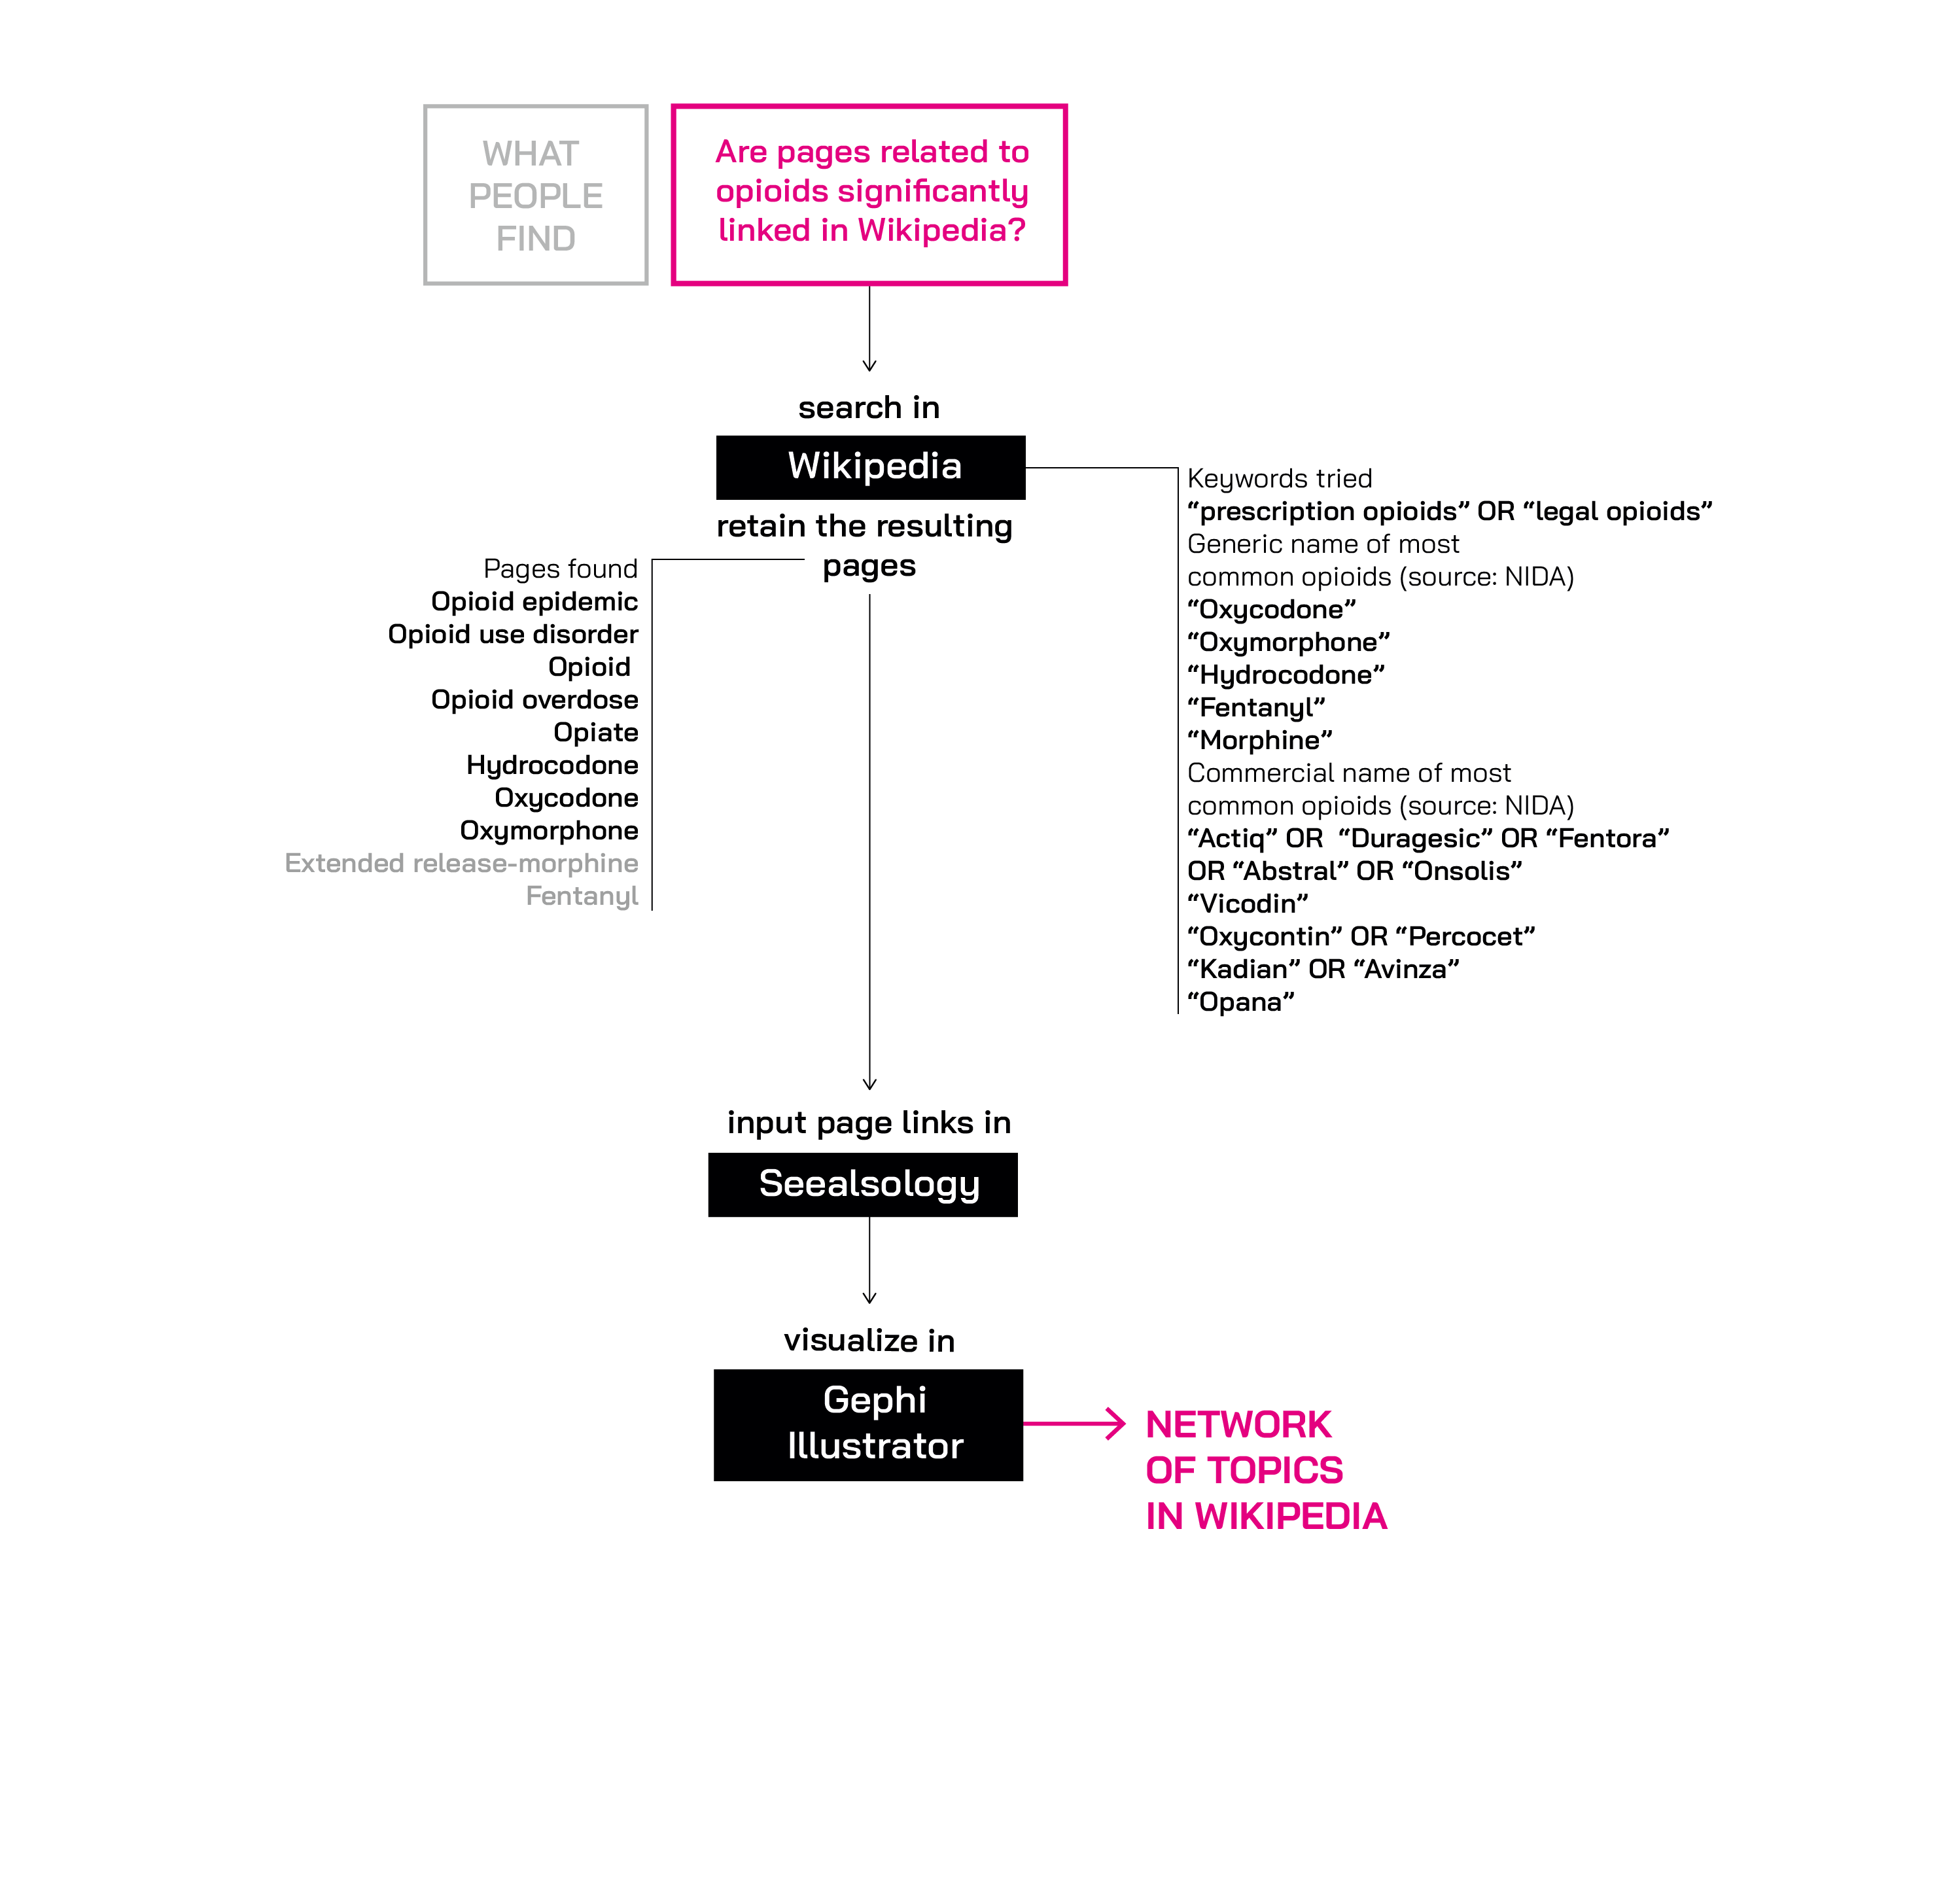 WHAT
PEOPLE
FIND
Are pages related to
opioids significantly
linked in Wikipedia?
search in
Wikipedia
retain the resulting
pages
Pages found
Opioid epidemic
Opioid use disorder
Opioid
Opioid overdose
Opiate
Hydrocodone
Oxycodone
Oxymorphone
Extended release-morphine
Fentanyl
Keywords tried
“prescription opioids” OR “legal opioids”
Generic name of most
common opioids (source: NIDA)
“Oxycodone”
“Oxymorphone”
“Hydrocodone”
“Fentanyl”
“Morphine”
Commercial name of most
common opioids (source: NIDA)
“Actiq” OR “Duragesic” OR “Fentora”
OR “Abstral” OR “Onsolis”
“Vicodin”
“Oxycontin” OR “Percocet”
“Kadian” OR “Avinza”
“Opana”
input page links in
Seealsology
visualize in
Gephi
Illustrator
NETWORK
OF TOPICS
IN WIKIPEDIA